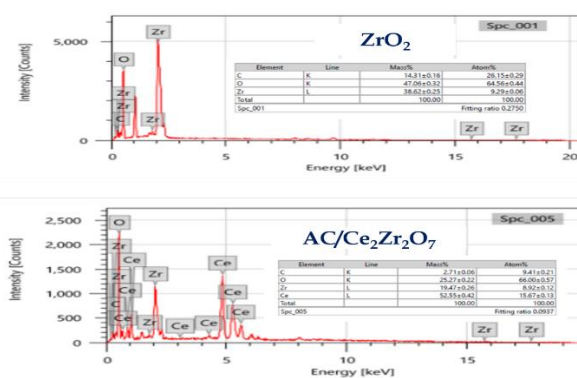 Spc_001
ZrO2
Intensity [Counts]
5,000
0
O
Zr
Zr
Zr
C
Zr
Zr
Zr
Element Line Mass% Atom%
C K 14.31±0.16 26.15±0.29
O K 47.06±0.32 64.56±0.44
Zr L 38.62±0.25 9.29±0.06
Total 100.00 100.00
Spc_001 Fitting ratio 0.2750
0 5 10 15 20
Energy [keV]
Spc_005
AC/Ce2Zr2O7
Intensity [Counts]
2,500
2,000
1,500
1,000
500
0
O
Zr
Ce
Zr
Ce
Zr
Zr
C
Ce
Ce
Ce
Zr
Ce
Ce
Zr
Zr
Element Line Mass% Atom%
C K 2.71±0.06 9.41±0.21
O K 25.27±0.22 66.00±0.57
Zr L 19.47±0.26 8.92±0.12
Ce L 52.55±0.42 15.67±0.13
Total 100.00 100.00
Spc_005 Fitting ratio 0.0937
0 5 10 15
Energy [keV]